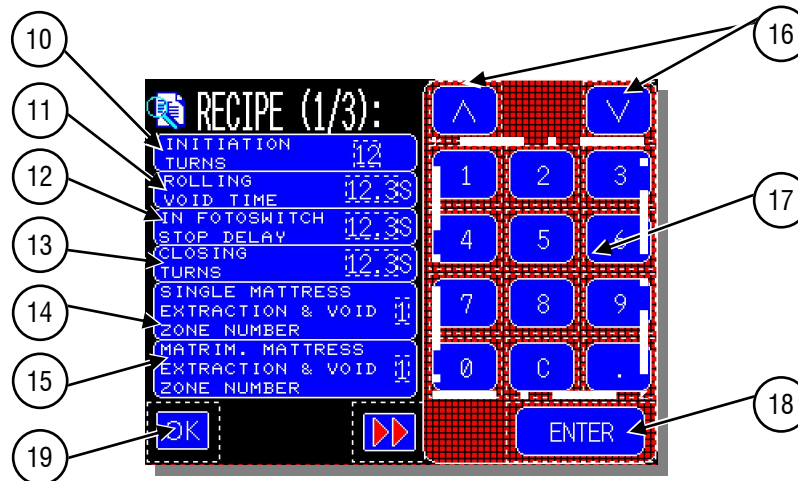 10
16
RECIPE (1/3):
∧
∨
11
INITIATION
TURNS
12
ROLLING
VOID TIME
12.3S
1
2
3
12
IN FOTOSWITCH
STOP DELAY
12.3S
17
13
CLOSING
TURNS
12.3S
4
5
6
14
SINGLE MATTRESS
EXTRACTION & VOID
ZONE NUMBER
1
7
8
9
15
MATRIM. MATTRESS
EXTRACTION & VOID
ZONE NUMBER
1
0
C
.
18
19
OK
ENTER